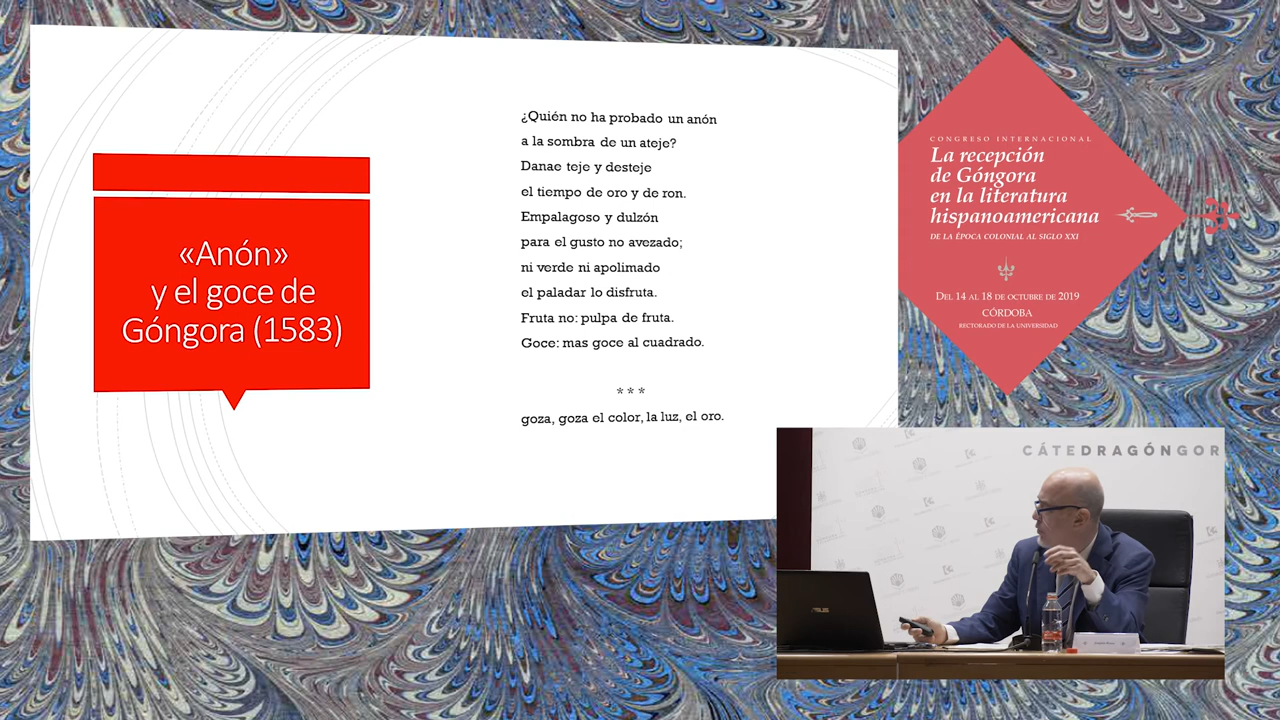 «Anón»
y el goce de
Góngora (1583)
¿Quién no ha probado un anón
a la sombra de un ateje?
Danae teje y desteje
el tiempo de oro y de ron.
Empalagoso y dulzón
para el gusto no avezado;
ni verde ni apolimado
el paladar lo disfruta.
Fruta no: pulpa de fruta.
Goce: mas goce al cuadrado.
* * *
goza, goza el color, la luz, el oro.
CONGRESO INTERNACIONAL
La recepción
de Góngora
en la literatura
hispanoamericana
DE LA ÉPOCA COLONIAL AL SIGLO XXI
DEL 14 AL 18 DE OCTUBRE DE 2019
CÓRDOBA
RECTORADO DE LA UNIVERSIDAD
CÁTEDRAGÓNGOR
ASUS